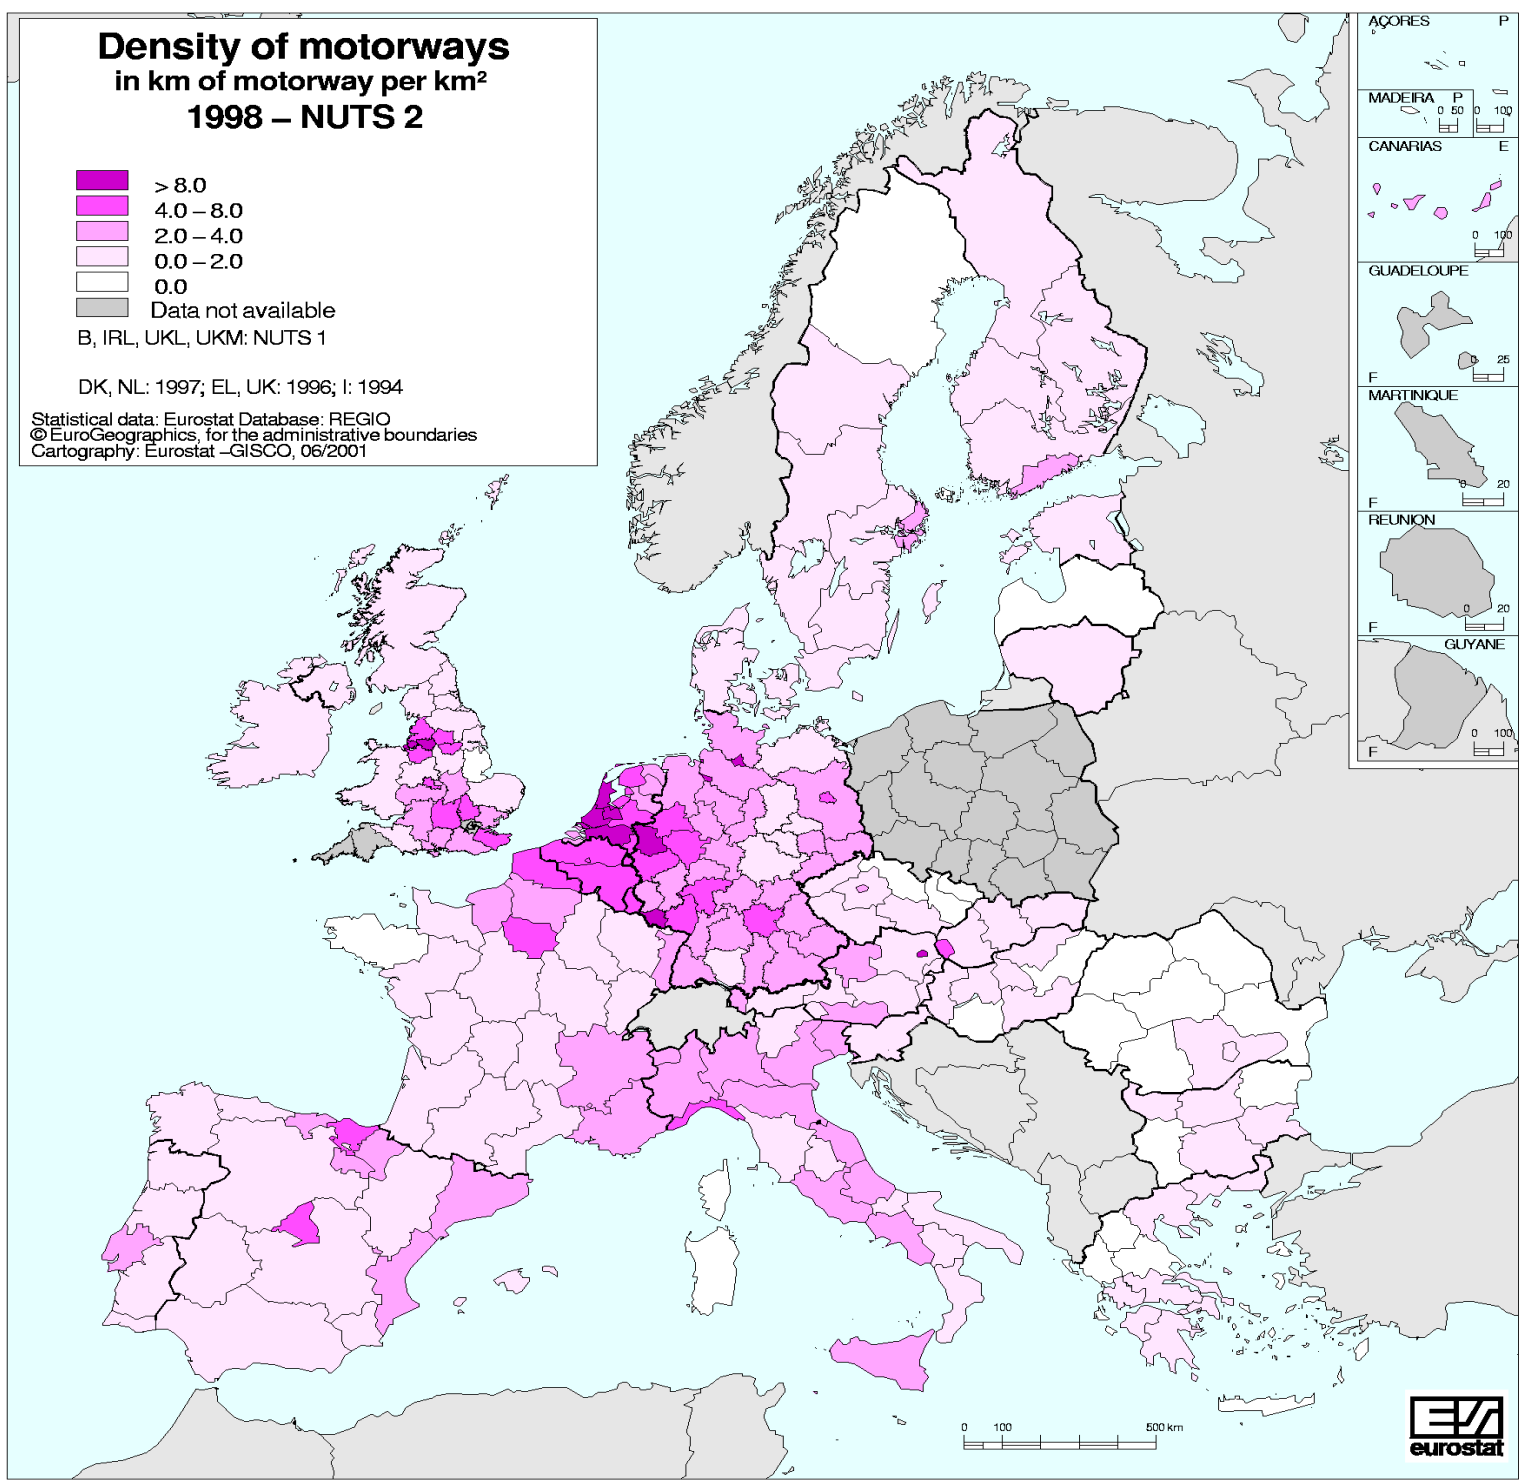 Density of motorways
in km of motorway per km²
1998 – NUTS 2
> 8.0
4.0 – 8.0
2.0 – 4.0
0.0 – 2.0
0.0
Data not available
B, IRL, UKL, UKM: NUTS 1
DK, NL: 1997; EL, UK: 1996; I: 1994
Statistical data: Eurostat Database: REGIO
© EuroGeographics, for the administrative boundaries
Cartography: Eurostat –GISCO, 06/2001
AÇORES P
MADEIRA P
0 50 0 100
CANARIAS E
0 100
GUADELOUPE
0 25
F
MARTINIQUE
0 20
F
REUNION
0 20
F
GUYANE
0 100
F
0 100 500 km
eurostat